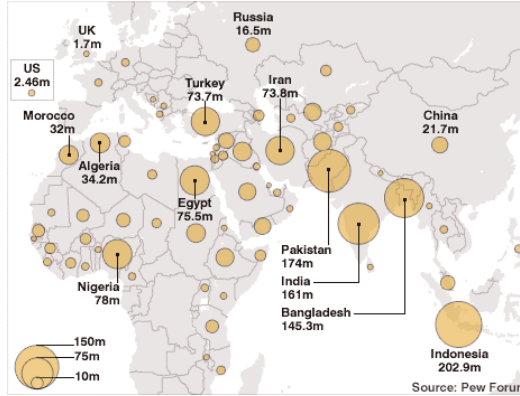 Russia
16.5m
UK
1.7m
US
2.46m
Turkey
73.7m
Iran
73.8m
Morocco
32m
China
21.7m
Algeria
34.2m
Egypt
75.5m
Pakistan
174m
India
161m
Bangladesh
145.3m
Nigeria
78m
150m
75m
10m
Indonesia
202.9m
Source: Pew Forum